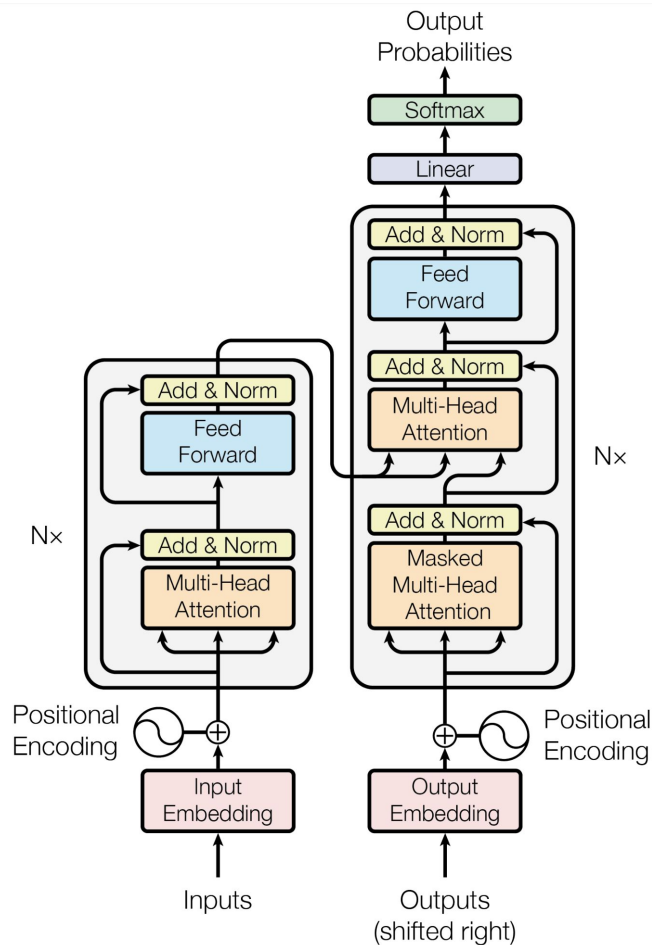 Output
Probabilities
Softmax
Linear
Add & Norm
Feed
Forward
Add & Norm
Multi-Head
Attention
Add & Norm
Masked
Multi-Head
Attention
N×
Add & Norm
Feed
Forward
Add & Norm
Multi-Head
Attention
N×
Positional
Encoding
Positional
Encoding
Input
Embedding
Output
Embedding
Inputs
Outputs
(shifted right)